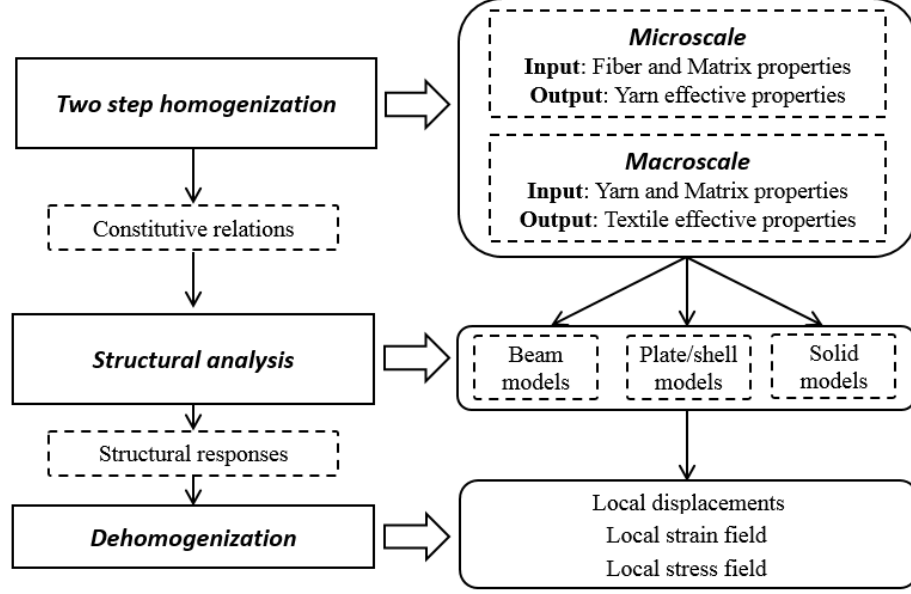 Two step homogenization
Microscale
Input: Fiber and Matrix properties
Output: Yarn effective properties
Macroscale
Input: Yarn and Matrix properties
Output: Textile effective properties
Constitutive relations
Structural analysis
Beam
models
Plate/shell
models
Solid
models
Structural responses
Dehomogenization
Local displacements
Local strain field
Local stress field